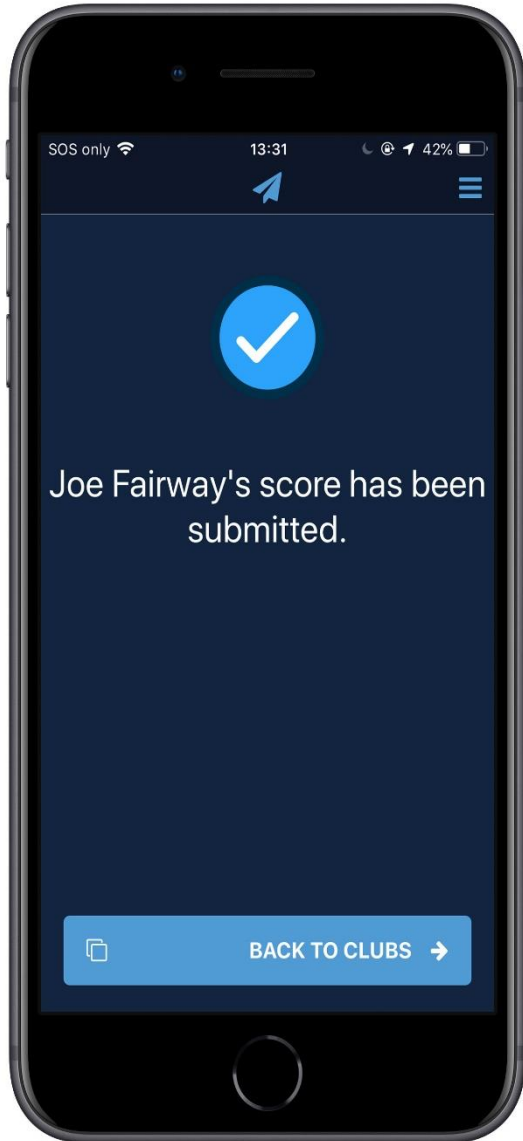 SOS only 13:31 42%
Joe Fairway's score has been
submitted.
BACK TO CLUBS